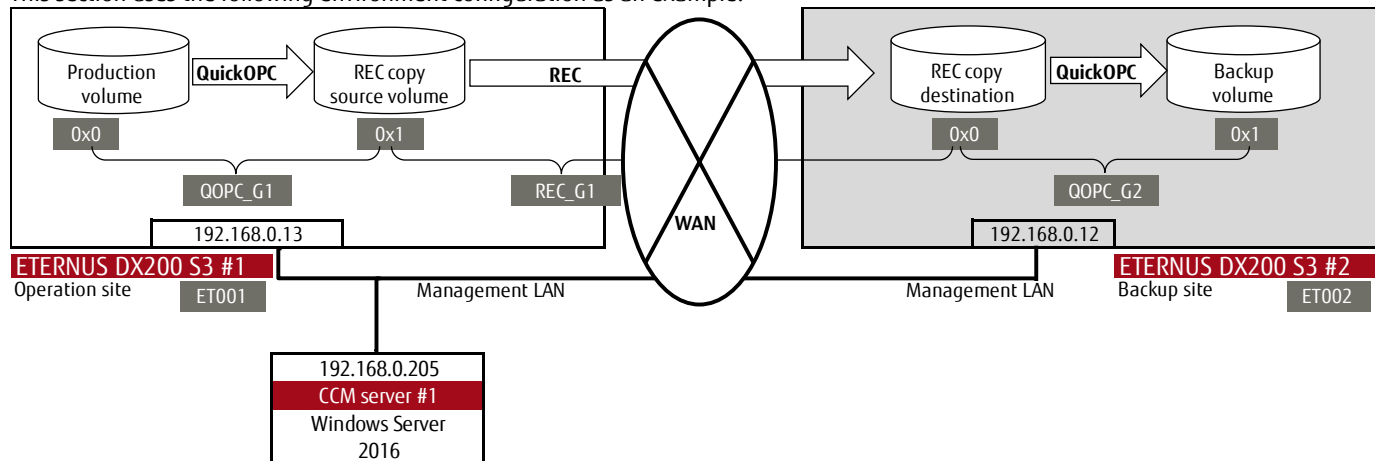 This section uses the following environment configuration as an example.
Production
volume
QuickOPC
REC copy
source volume
REC
REC copy
destination
QuickOPC
Backup
volume
0x0
0x1
0x0
0x1
QOPC_G1
REC_G1
QOPC_G2
WAN
192.168.0.13
192.168.0.12
ETERNUS DX200 S3 #1
ETERNUS DX200 S3 #2
Operation site
ET001
Management LAN
Management LAN
Backup site
ET002
192.168.0.205
CCM server #1
Windows Server
2016